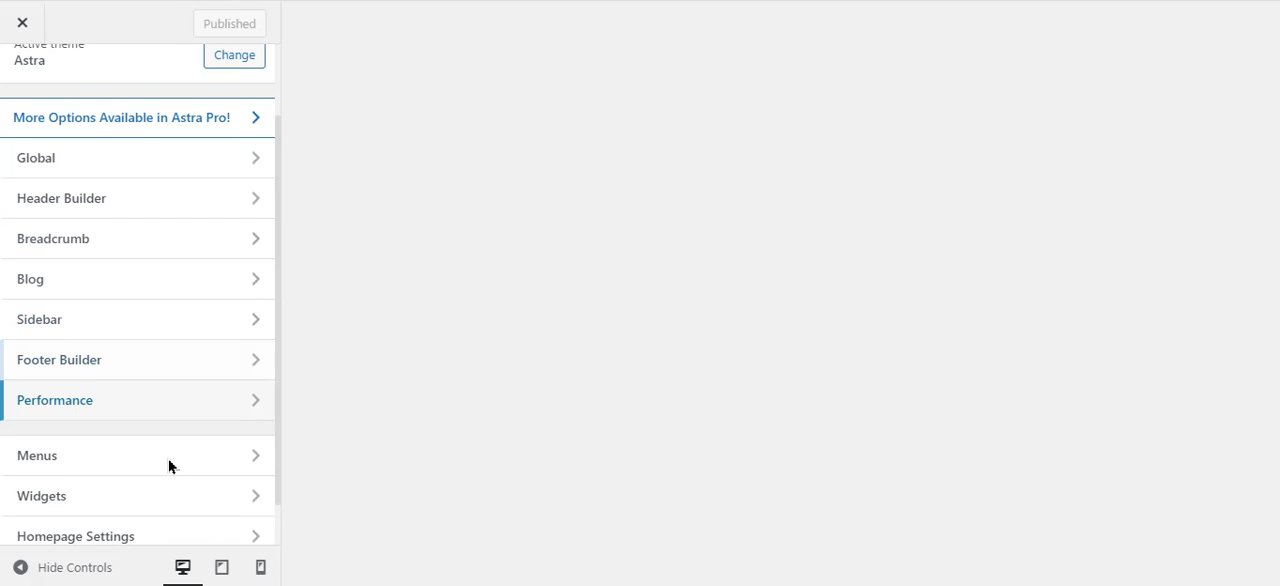 Published
Active theme
Astra
Change
More Options Available in Astra Pro!
Global
Header Builder
Breadcrumb
Blog
Sidebar
Footer Builder
Performance
Menus
Widgets
Homepage Settings
Hide Controls